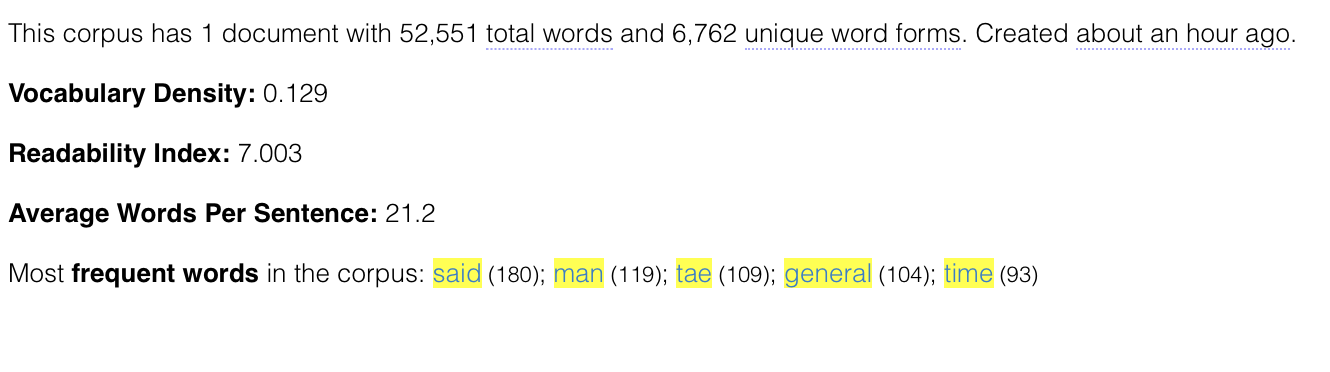 This corpus has 1 document with 52,551 total words and 6,762 unique word forms. Created about an hour ago.
Vocabulary Density: 0.129
Readability Index: 7.003
Average Words Per Sentence: 21.2
Most frequent words in the corpus: said (180); man (119); tae (109); general (104); time (93)